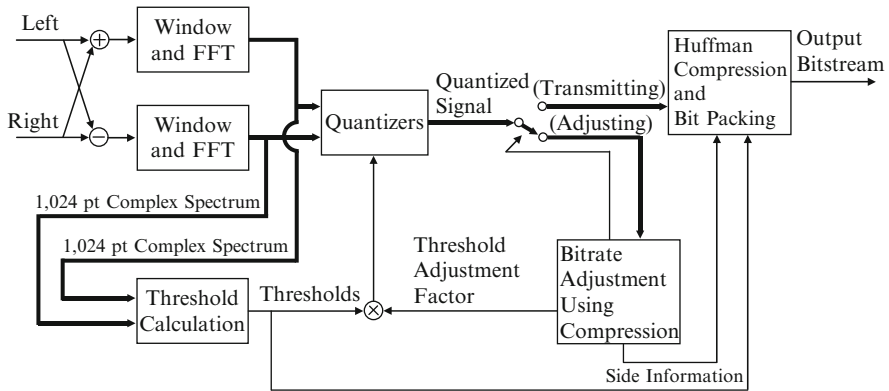 Left
Window
and FFT
Right
Window
and FFT
Quantizers
Quantized
Signal
(Transmitting)
(Adjusting)
Huffman
Compression
and
Bit Packing
Output
Bitstream
1,024 pt Complex Spectrum
1,024 pt Complex Spectrum
Threshold
Calculation
Thresholds
Threshold
Adjustment
Factor
Bitrate
Adjustment
Using
Compression
Side Information